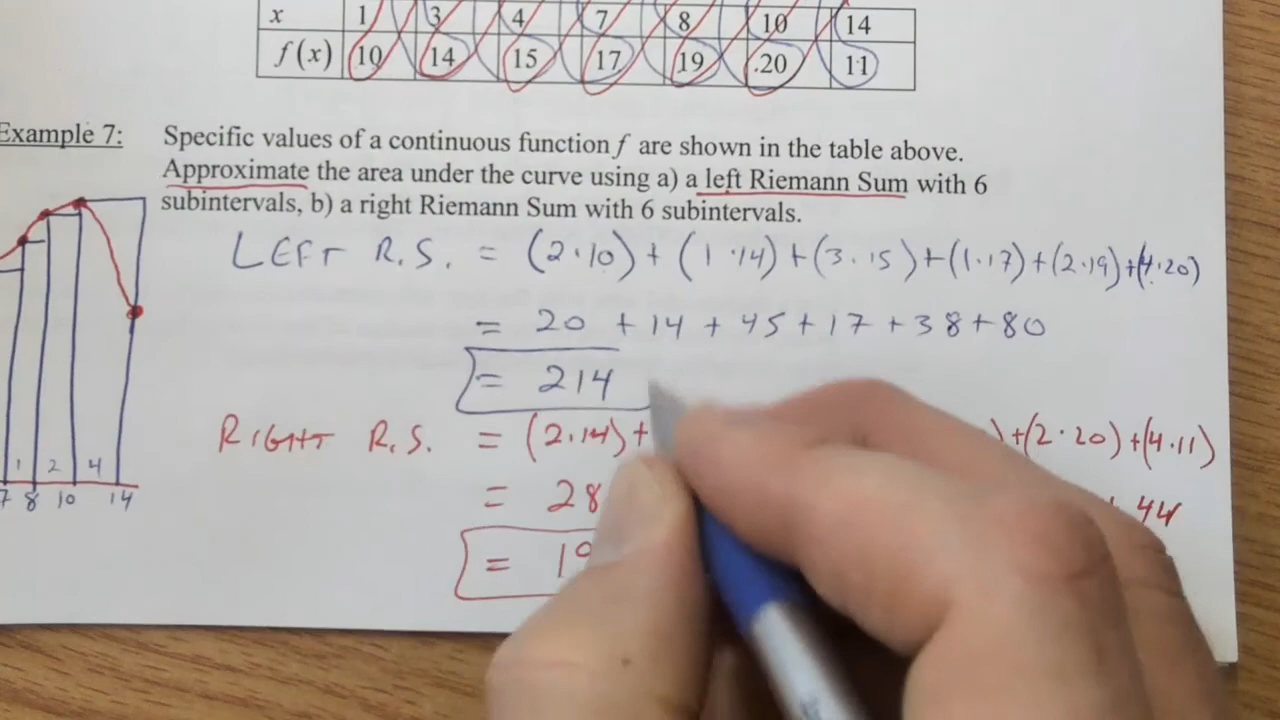 x 1 3 4 7 8 10 14
f(x) 10 14 15 17 19 .20 11
Example 7: Specific values of a continuous function f are shown in the table above.
Approximate the area under the curve using a) a left Riemann Sum with 6
subintervals, b) a right Riemann Sum with 6 subintervals.
LEFT R.S. = (2·10) + (1·14) + (3·15) + (1·17) + (2·19) + (4·20)
= 20 + 14 + 45 + 17 + 38 + 80
= 214
RIGHT R.S. = (2·14) + ) + (2·20) + (4·11)
= 28 44
= 19
1 2 4
7 8 10 14